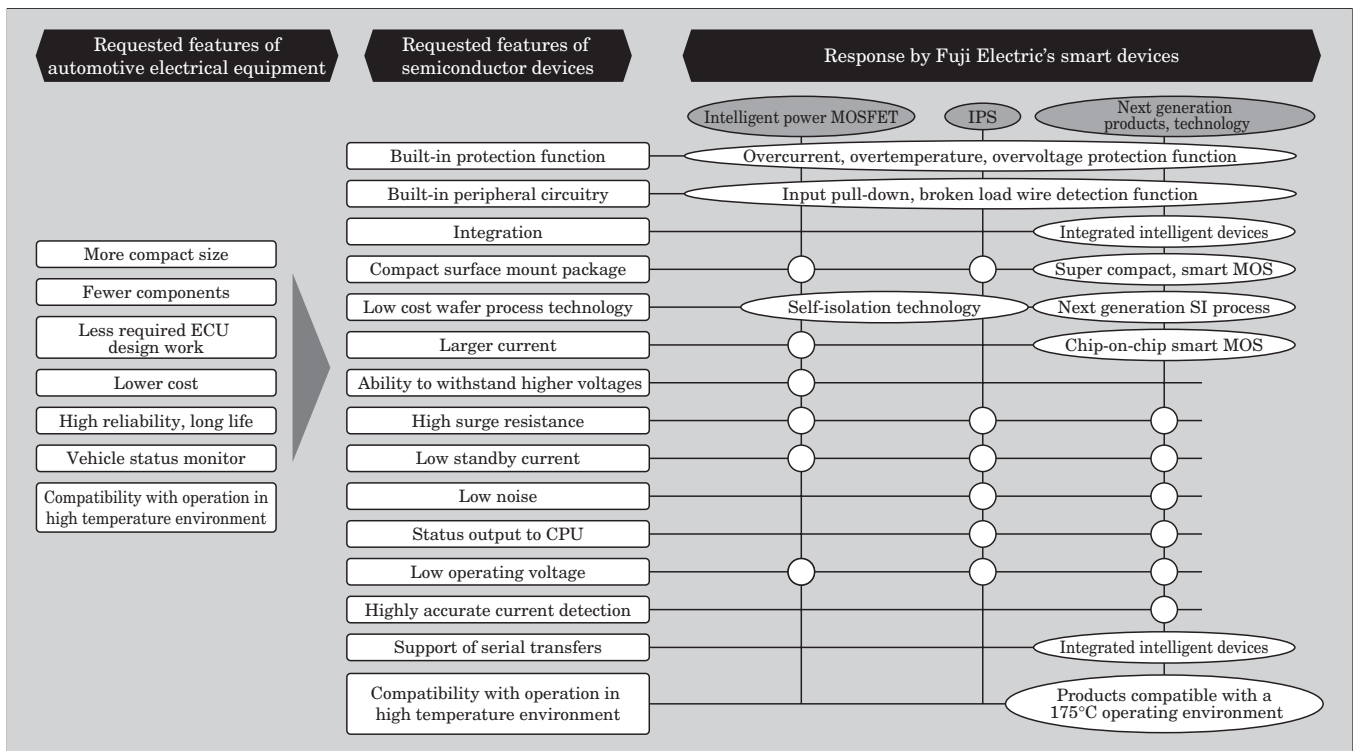 Requested features of
automotive electrical equipment
Requested features of
semiconductor devices
Response by Fuji Electric's smart devices
Intelligent power MOSFET
IPS
Next generation
products, technology
More compact size
Fewer components
Less required ECU
design work
Lower cost
High reliability, long life
Vehicle status monitor
Compatibility with operation in
high temperature environment
Built-in protection function
Overcurrent, overtemperature, overvoltage protection function
Built-in peripheral circuitry
Input pull-down, broken load wire detection function
Integration
Integrated intelligent devices
Compact surface mount package
Super compact, smart MOS
Low cost wafer process technology
Self-isolation technology
Next generation SI process
Larger current
Chip-on-chip smart MOS
Ability to withstand higher voltages
High surge resistance
Low standby current
Low noise
Status output to CPU
Low operating voltage
Highly accurate current detection
Support of serial transfers
Integrated intelligent devices
Compatibility with operation in
high temperature environment
Products compatible with a
175°C operating environment